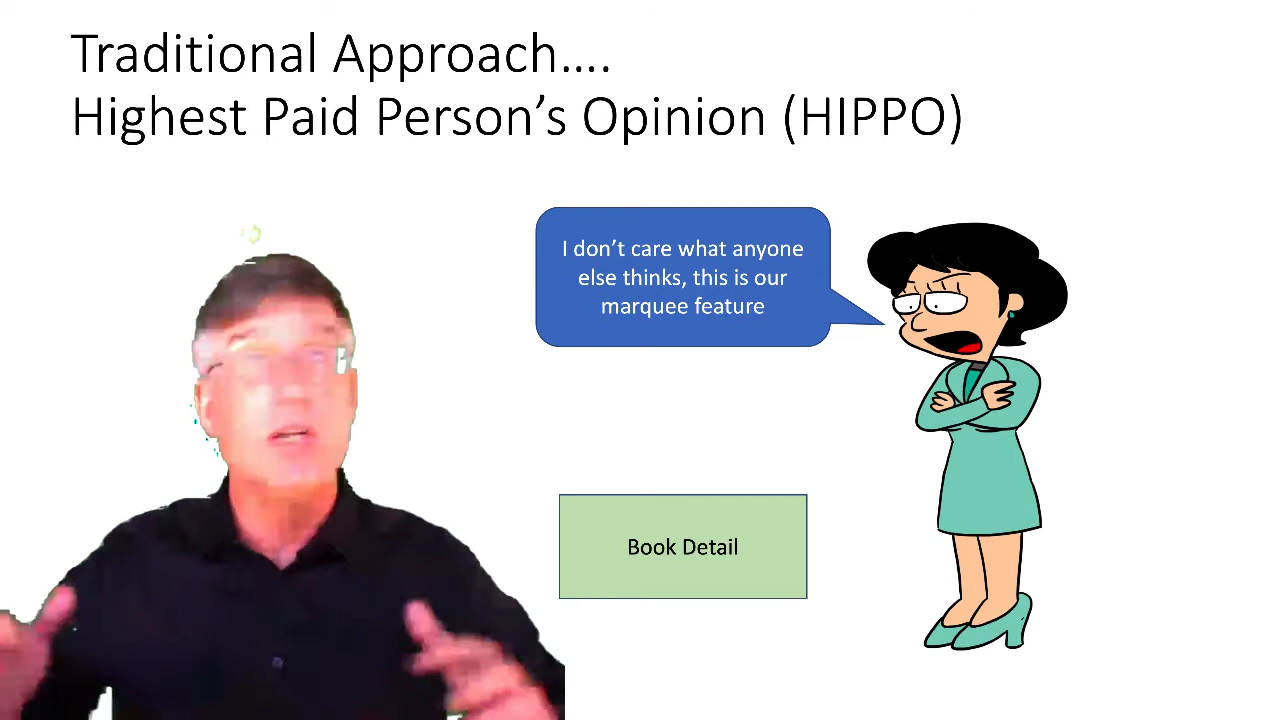 Traditional Approach....
Highest Paid Person’s Opinion (HIPPO)
I don’t care what anyone
else thinks, this is our
marquee feature
Book Detail